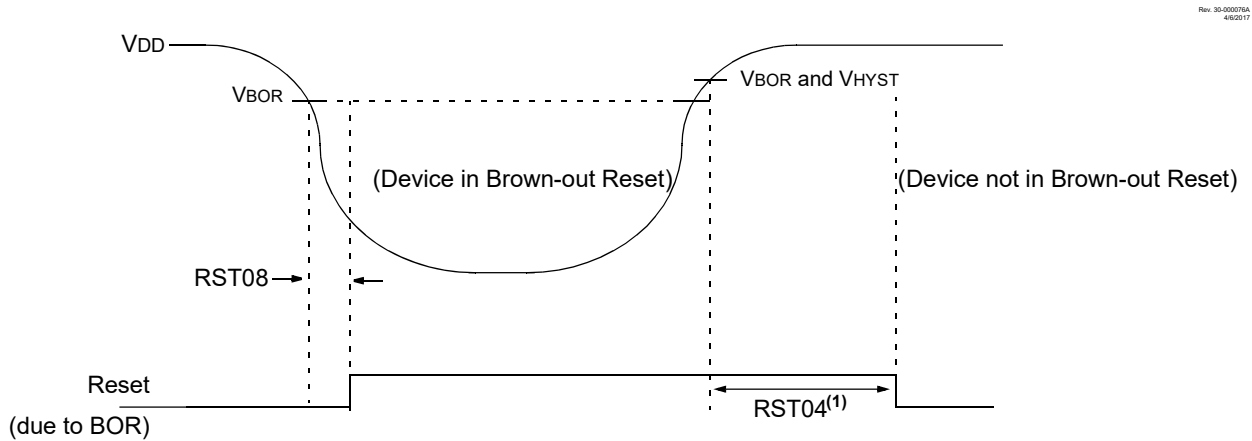 Rev. 30-000076A
4/6/2017
VDD
VBOR
VBOR and VHYST
(Device in Brown-out Reset)
(Device not in Brown-out Reset)
RST08
Reset
(due to BOR)
RST04(1)